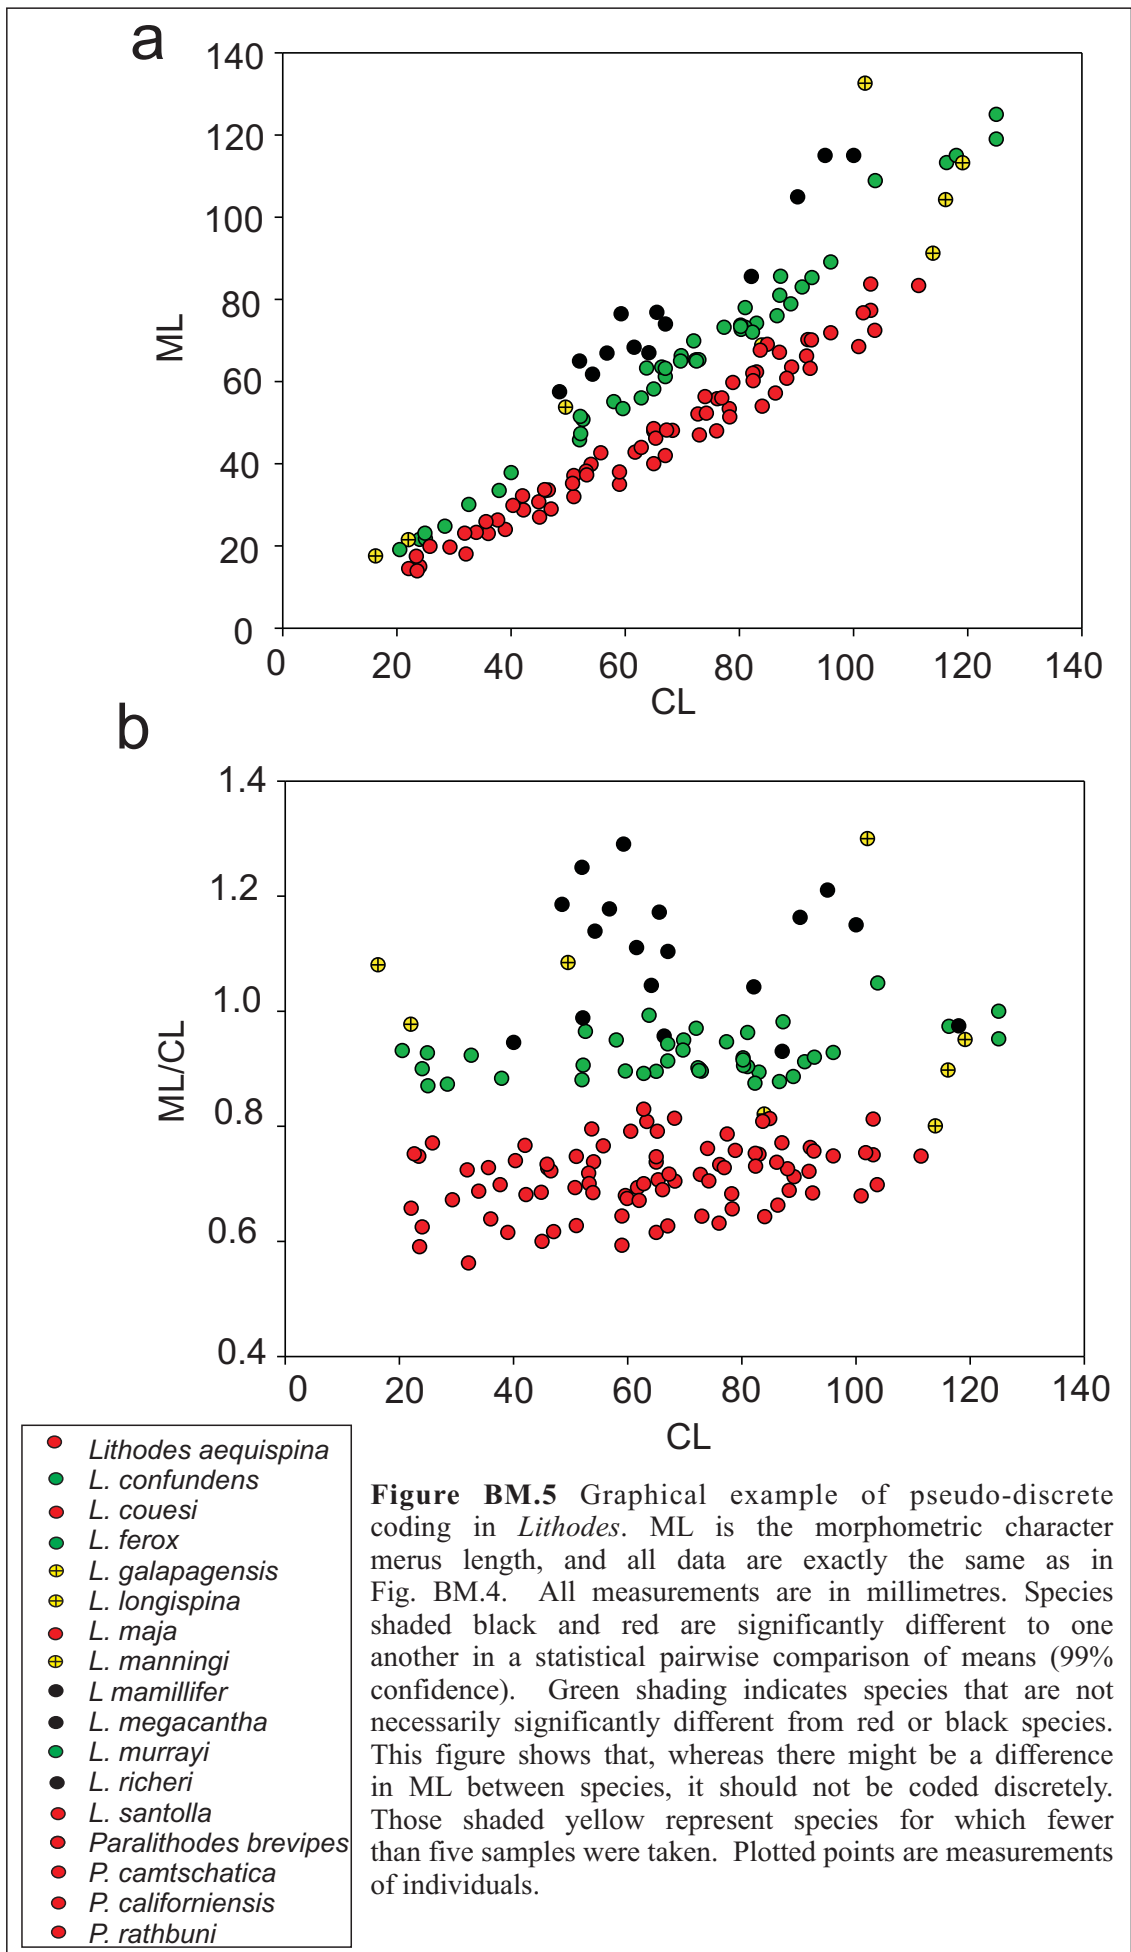 a
140
120
100
80
60
40
20
0
ML
0 20 40 60 80 100 120 140
CL
b
1.4
1.2
1.0
0.8
0.6
0.4
ML/CL
0 20 40 60 80 100 120 140
CL
Lithodes aequispina
L. confundens
L. couesi
L. ferox
L. galapagensis
L. longispina
L. maja
L. manningi
L mamillifer
L. megacantha
L. murrayi
L. richeri
L. santolla
Paralithodes brevipes
P. camtschatica
P. californiensis
P. rathbuni
Figure BM.5 Graphical example of pseudo-discrete
coding in Lithodes. ML is the morphometric character
merus length, and all data are exactly the same as in
Fig. BM.4. All measurements are in millimetres. Species
shaded black and red are significantly different to one
another in a statistical pairwise comparison of means (99%
confidence). Green shading indicates species that are not
necessarily significantly different from red or black species.
This figure shows that, whereas there might be a difference
in ML between species, it should not be coded discretely.
Those shaded yellow represent species for which fewer
than five samples were taken. Plotted points are measurements
of individuals.